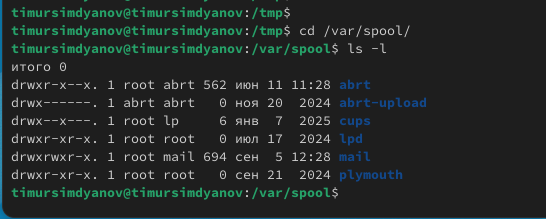 timursimdyanov@timursimdyanov:/tmp$
timursimdyanov@timursimdyanov:/tmp$ cd /var/spool/
timursimdyanov@timursimdyanov:/var/spool$ ls -l
итого 0
drwxr-x--x. 1 root abrt 562 июн 11 11:28 abrt
drwx------. 1 abrt abrt   0 ноя 20  2024 abrt-upload
drwx--x---. 1 root lp     6 янв  7  2025 cups
drwxr-xr-x. 1 root root   0 июл 17  2024 lpd
drwxrwxr-x. 1 root mail 694 сен  5 12:28 mail
drwxr-xr-x. 1 root root   0 сен 21  2024 plymouth
timursimdyanov@timursimdyanov:/var/spool$